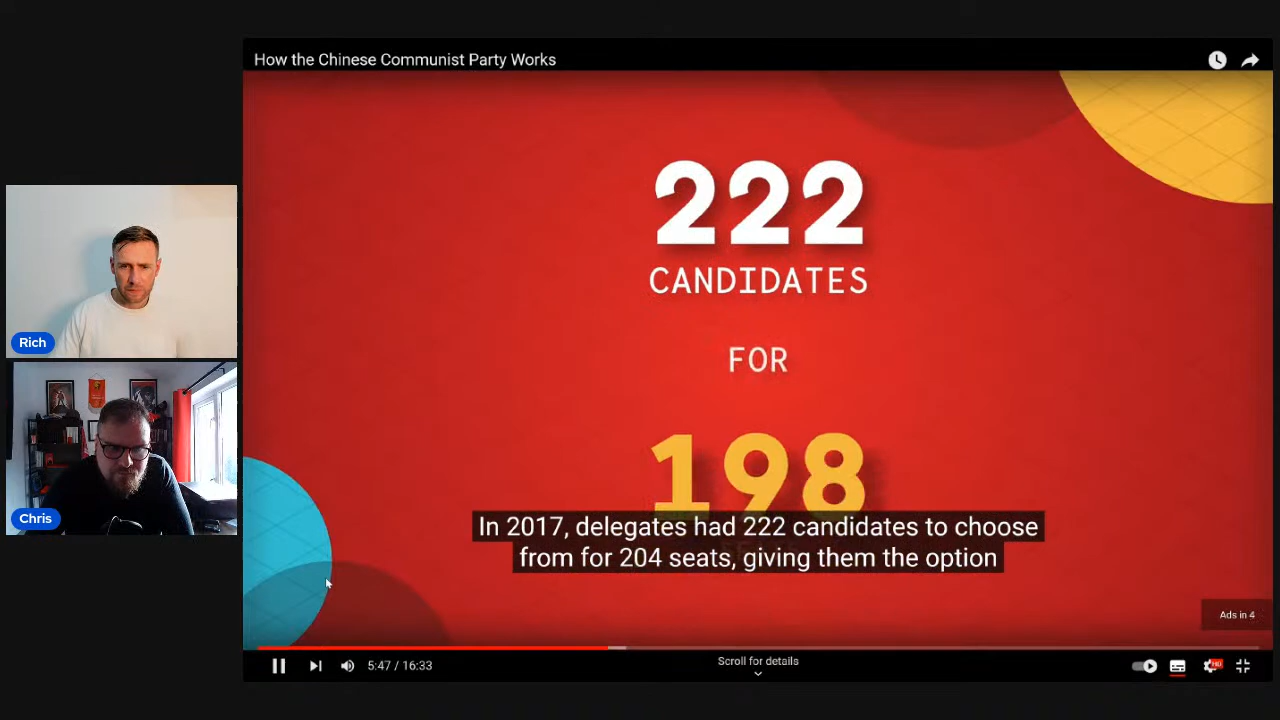 How the Chinese Communist Party Works
222
CANDIDATES
FOR
198
In 2017, delegates had 222 candidates to choose
from for 204 seats, giving them the option
Rich
Chris
Ads in 4
5:47 / 16:33
Scroll for details
HD